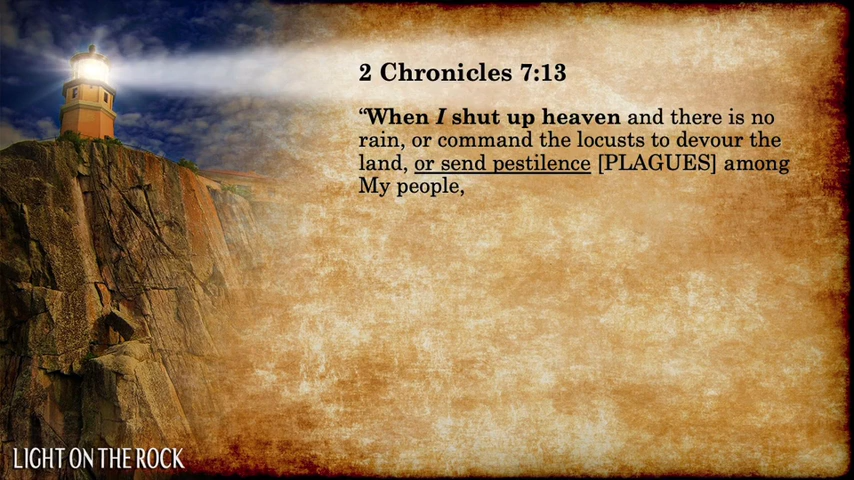 2 Chronicles 7:13
“When I shut up heaven and there is no
rain, or command the locusts to devour the
land, or send pestilence [PLAGUES] among
My people,
LIGHT ON THE ROCK